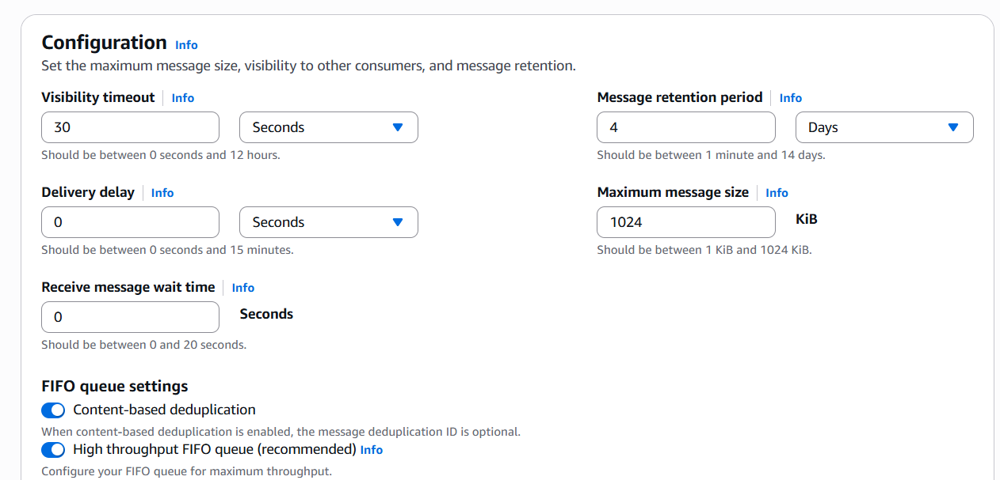 Configuration Info
Set the maximum message size, visibility to other consumers, and message retention.
Visibility timeout Info
30 Seconds
Should be between 0 seconds and 12 hours.
Message retention period Info
4 Days
Should be between 1 minute and 14 days.
Delivery delay Info
0 Seconds
Should be between 0 seconds and 15 minutes.
Maximum message size Info
1024 KiB
Should be between 1 KiB and 1024 KiB.
Receive message wait time Info
0 Seconds
Should be between 0 and 20 seconds.
FIFO queue settings
Content-based deduplication
When content-based deduplication is enabled, the message deduplication ID is optional.
High throughput FIFO queue (recommended) Info
Configure your FIFO queue for maximum throughput.